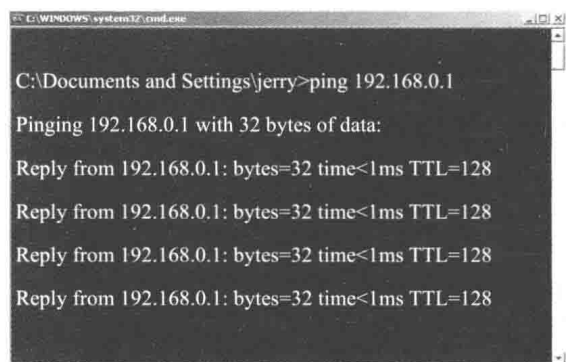 C:\WINDOWS\system32\cmd.exe
C:\Documents and Settings\jerry>ping 192.168.0.1
Pinging 192.168.0.1 with 32 bytes of data:
Reply from 192.168.0.1: bytes=32 time<1ms TTL=128
Reply from 192.168.0.1: bytes=32 time<1ms TTL=128
Reply from 192.168.0.1: bytes=32 time<1ms TTL=128
Reply from 192.168.0.1: bytes=32 time<1ms TTL=128